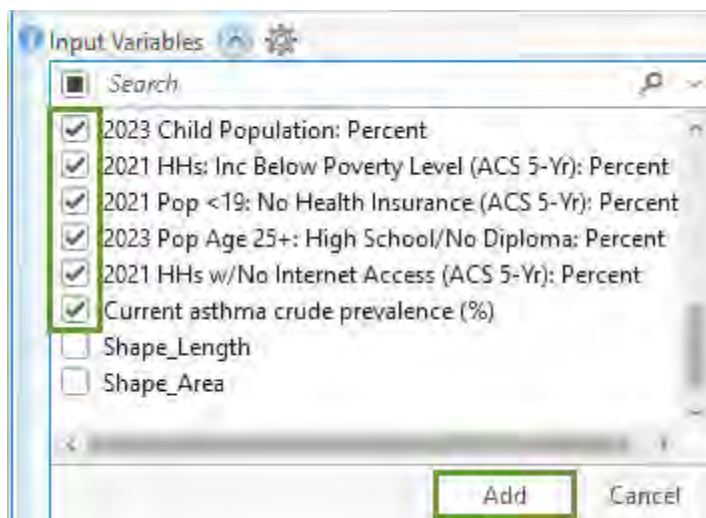 Input Variables
Search
2023 Child Population: Percent
2021 HHs: Inc Below Poverty Level (ACS 5-Yr): Percent
2021 Pop <19: No Health Insurance (ACS 5-Yr): Percent
2023 Pop Age 25+: High School/No Diploma: Percent
2021 HHs w/No Internet Access (ACS 5-Yr): Percent
Current asthma crude prevalence (%)
Shape_Length
Shape_Area
Add Cancel